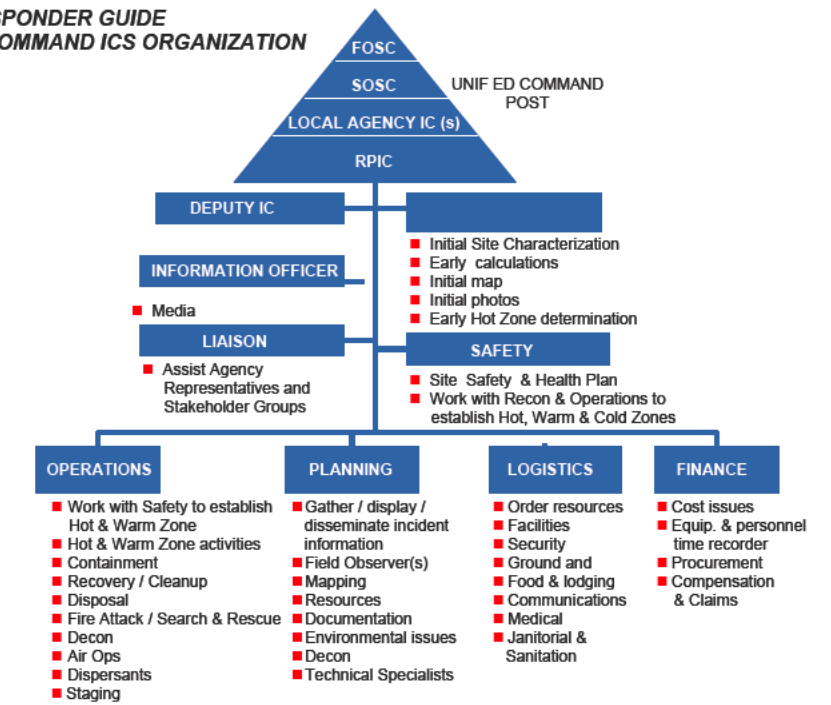 SPONDER GUIDE
OMMAND ICS ORGANIZATION
FOSC
SOSC
LOCAL AGENCY IC (s)
RPIC
UNIF ED COMMAND
POST
DEPUTY IC
■ Initial Site Characterization
■ Early calculations
■ Initial map
■ Initial photos
■ Early Hot Zone determination
INFORMATION OFFICER
■ Media
LIAISON
■ Assist Agency
Representatives and
Stakeholder Groups
SAFETY
■ Site Safety & Health Plan
■ Work with Recon & Operations to
establish Hot, Warm & Cold Zones
OPERATIONS
■ Work with Safety to establish
Hot & Warm Zone
■ Hot & Warm Zone activities
■ Containment
■ Recovery / Cleanup
■ Disposal
■ Fire Attack / Search & Rescue
■ Decon
■ Air Ops
■ Dispersants
■ Staging
PLANNING
■ Gather / display /
disseminate incident
information
■ Field Observer(s)
■ Mapping
■ Resources
■ Documentation
■ Environmental issues
■ Decon
■ Technical Specialists
LOGISTICS
■ Order resources
■ Facilities
■ Security
■ Ground and
■ Food & lodging
■ Communications
■ Medical
■ Janitorial &
Sanitation
FINANCE
■ Cost issues
■ Equip. & personnel
time recorder
■ Procurement
■ Compensation
& Claims